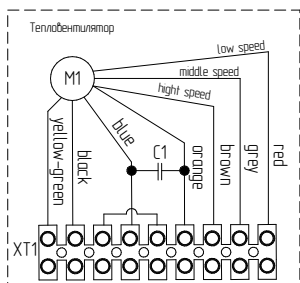 Тепловентилятор
low speed
M1
middle speed
hight speed
yellow-green
black
blue
C1
orange
brown
grey
red
XT1